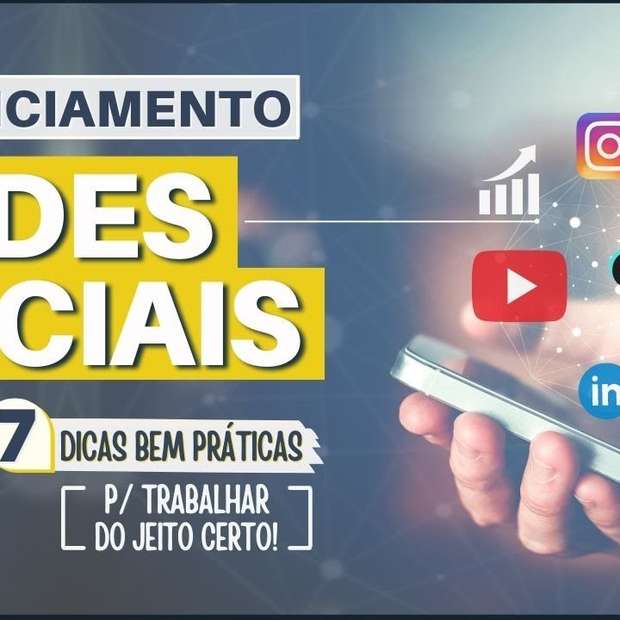 CIAMENTO
DES
CIAIS
7 DICAS BEM PRÁTICAS
P/ TRABALHAR
DO JEITO CERTO!
in